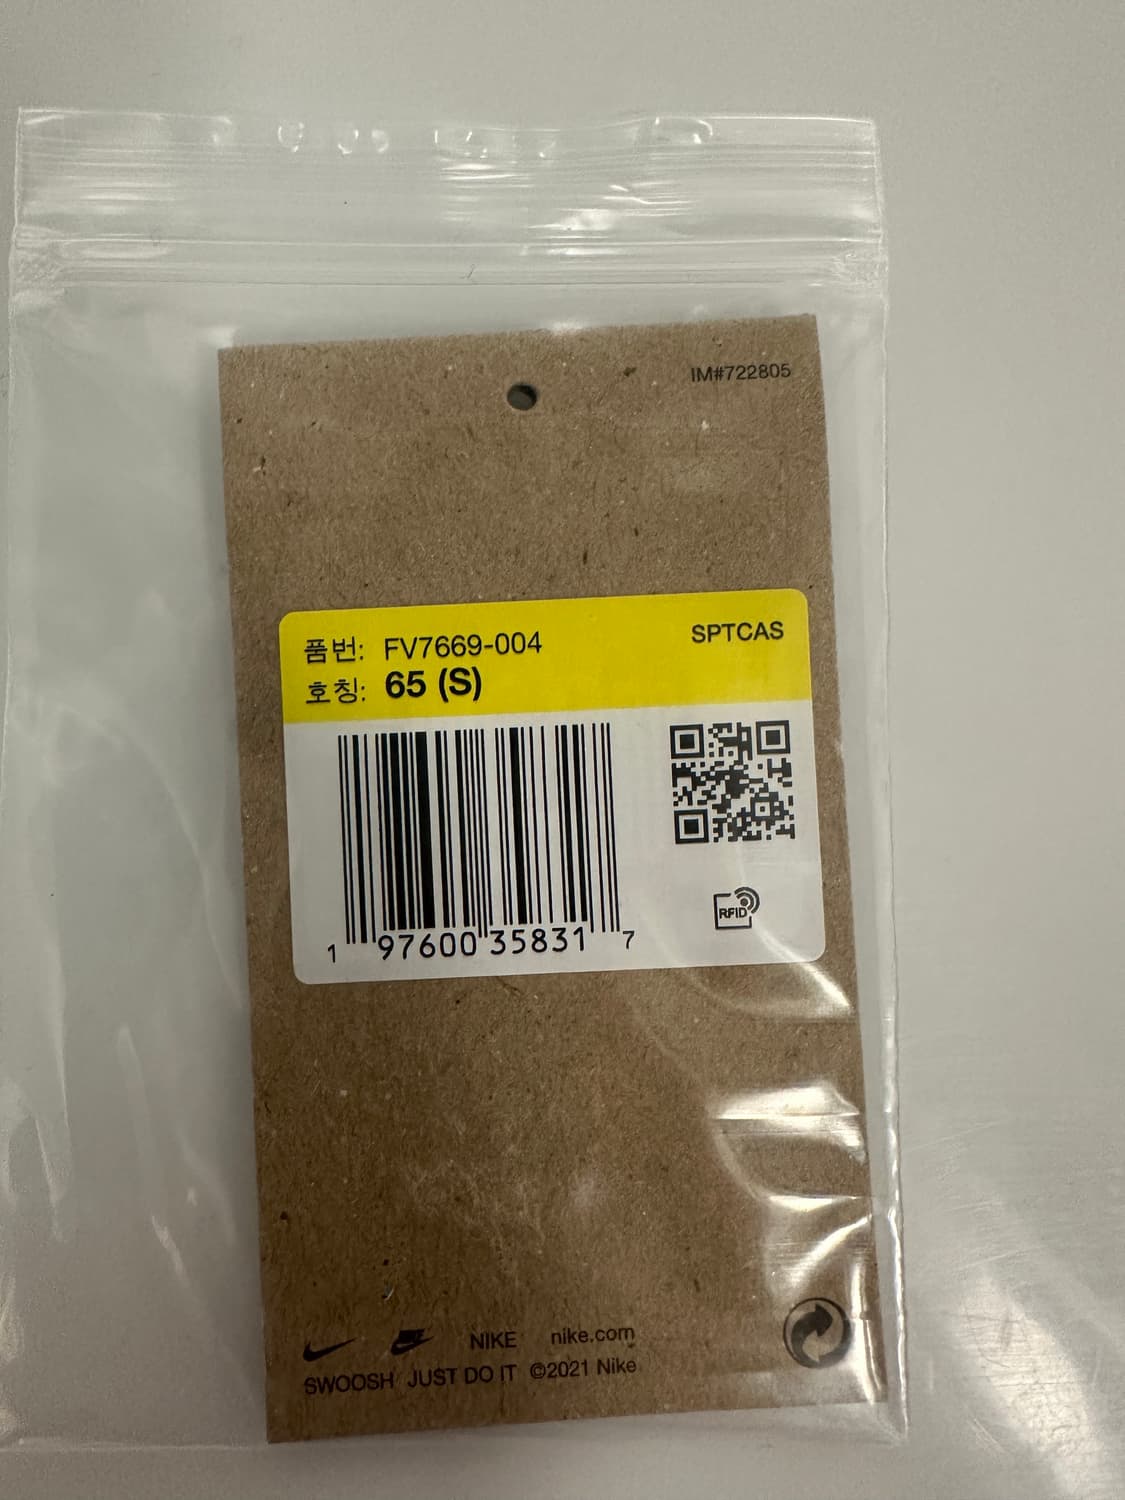 IM#722805
품번: FV7669-004
SPTCAS
호칭: 65 (S)
1 97600 35831 7
RFID
NIKE nike.com
SWOOSH JUST DO IT ©2021 Nike